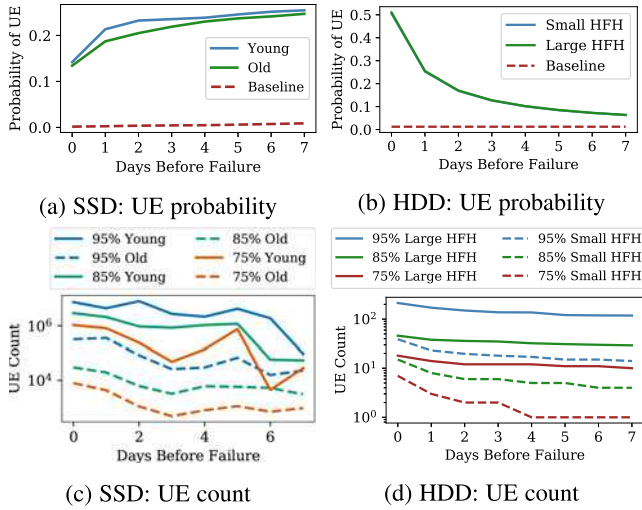 Probability of UE
0.2
0.1
0.0
Young
Old
Baseline
0 1 2 3 4 5 6 7
Days Before Failure
(a) SSD: UE probability
Probability of UE
0.5
0.4
0.3
0.2
0.1
0.0
Small HFH
Large HFH
Baseline
0 1 2 3 4 5 6 7
Days Before Failure
(b) HDD: UE probability
95% Young 85% Old
95% Old 75% Young
85% Young 75% Old
UE Count
10^6
10^4
0 2 4 6
Days Before Failure
(c) SSD: UE count
95% Large HFH 95% Small HFH
85% Large HFH 85% Small HFH
75% Large HFH 75% Small HFH
UE Count
10^2
10^1
10^0
0 1 2 3 4 5 6 7
Days Before Failure
(d) HDD: UE count